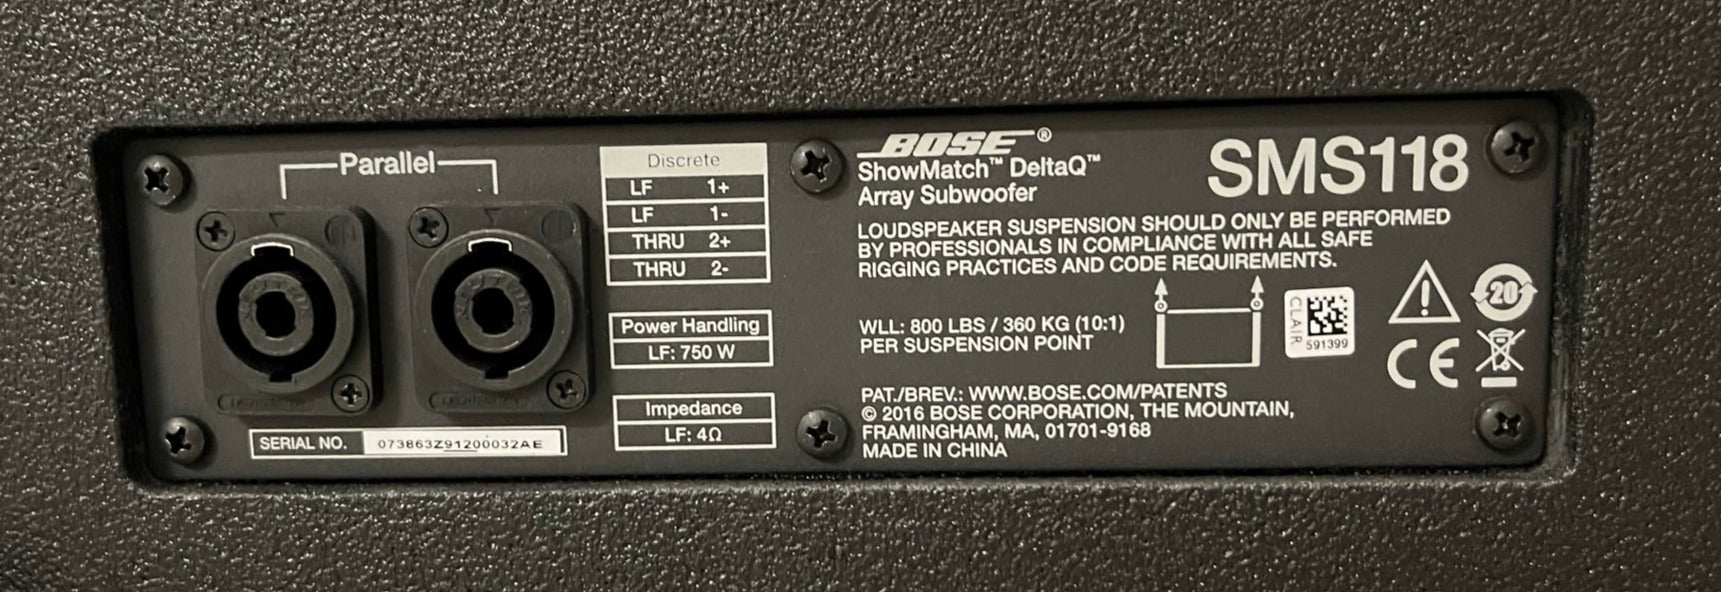 Parallel
Discrete
LF 1+
LF 1-
THRU 2+
THRU 2-
Power Handling
LF: 750 W
Impedance
LF: 4Ω
SERIAL NO. 073863Z91200032AE
BOSE®
ShowMatch™ DeltaQ™
Array Subwoofer
SMS118
LOUDSPEAKER SUSPENSION SHOULD ONLY BE PERFORMED
BY PROFESSIONALS IN COMPLIANCE WITH ALL SAFE
RIGGING PRACTICES AND CODE REQUIREMENTS.
WLL: 800 LBS / 360 KG (10:1)
PER SUSPENSION POINT
CLAIR
591399
20
CE
PAT./BREV.: WWW.BOSE.COM/PATENTS
© 2016 BOSE CORPORATION, THE MOUNTAIN,
FRAMINGHAM, MA, 01701-9168
MADE IN CHINA